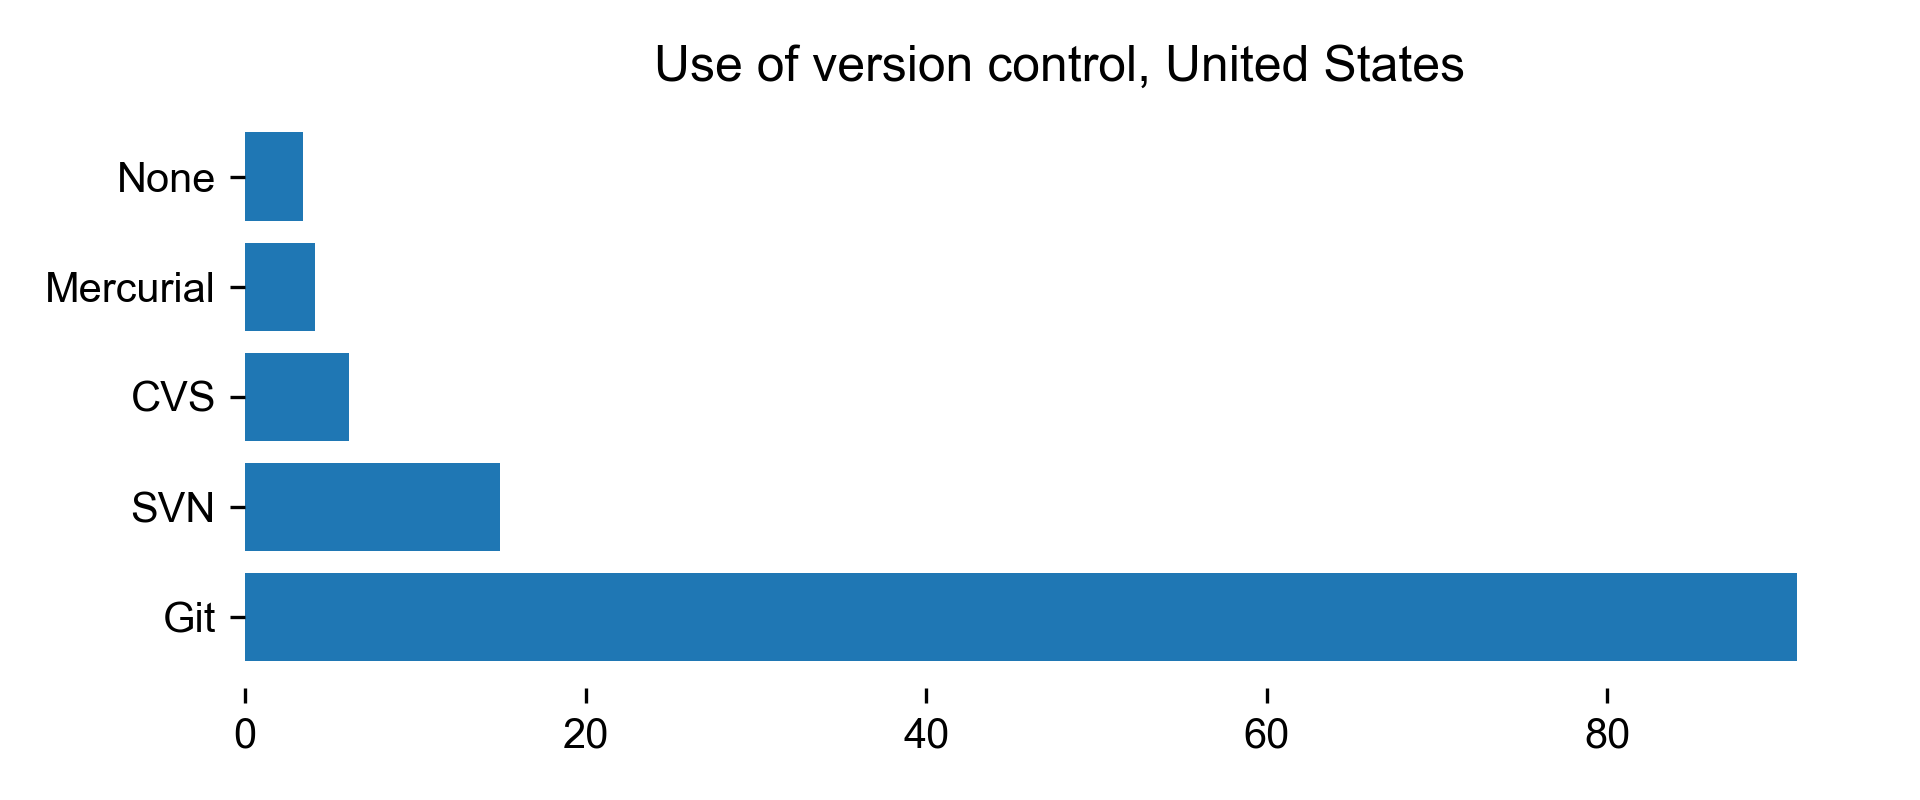 Use of version control, United States
None
Mercurial
CVS
SVN
Git
0 20 40 60 80